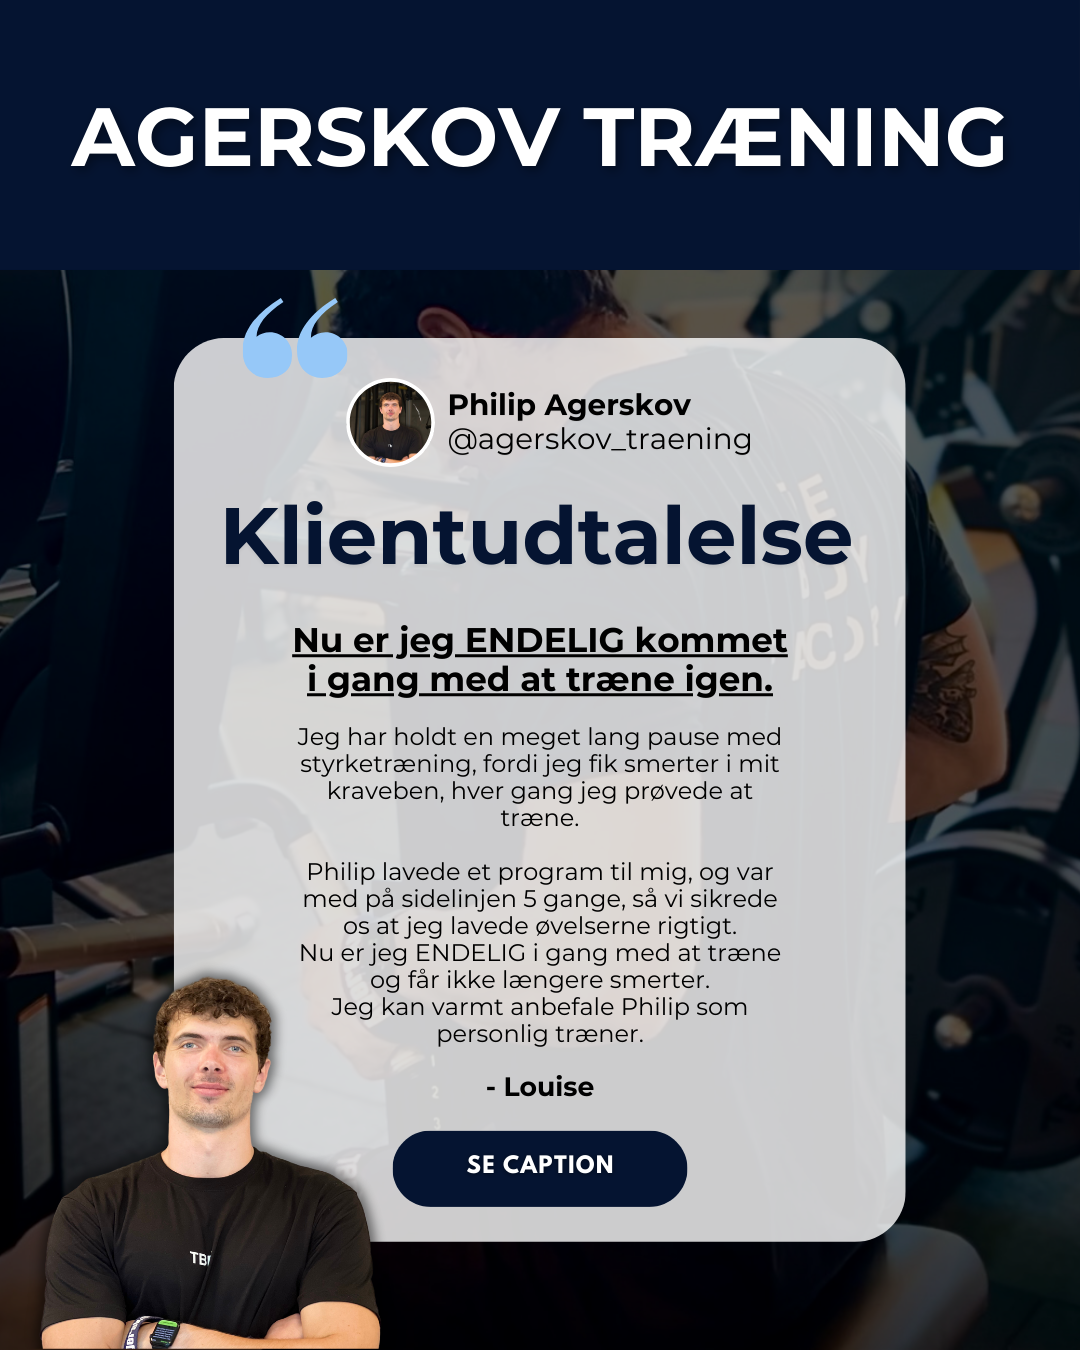 AGERSKOV TRÆNING
Philip Agerskov
@agerskov_traening
Klientudtalelse
Nu er jeg ENDELIG kommet
i gang med at træne igen.
Jeg har holdt en meget lang pause med
styrketræning, fordi jeg fik smerter i mit
kraveben, hver gang jeg prøvede at
træne.
Philip lavede et program til mig, og var
med på sidelinjen 5 gange, så vi sikrede
os at jeg lavede øvelserne rigtigt.
Nu er jeg ENDELIG i gang med at træne
og får ikke længere smerter.
Jeg kan varmt anbefale Philip som
personlig træner.
- Louise
SE CAPTION